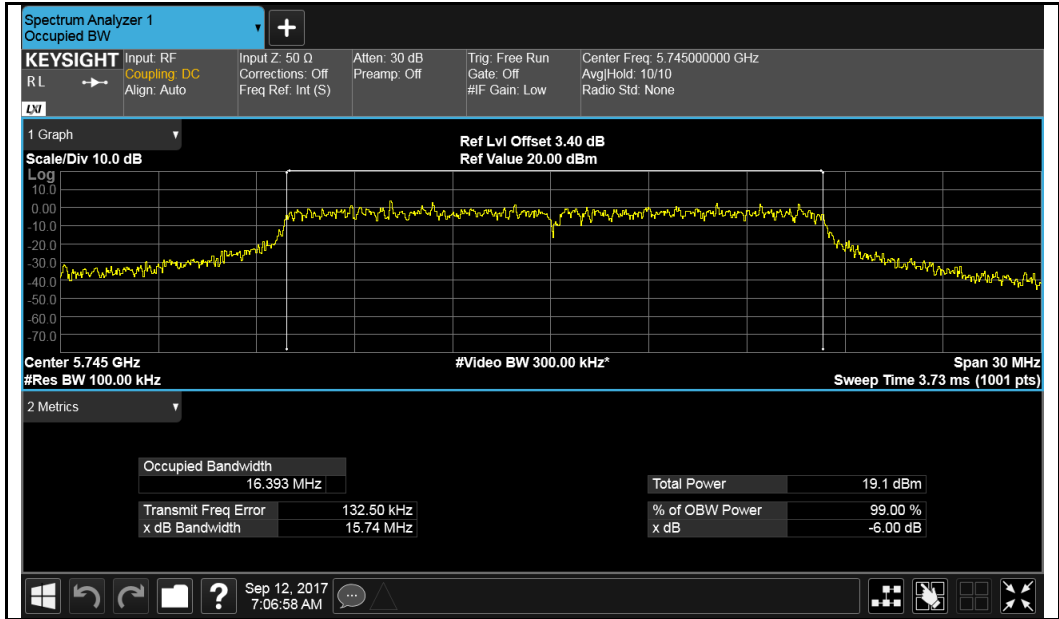 Spectrum Analyzer 1
Occupied BW
+
KEYSIGHT
RL
LXI
Input: RF
Coupling: DC
Align: Auto
Input Z: 50 Ω
Corrections: Off
Freq Ref: Int (S)
Atten: 30 dB
Preamp: Off
Trig: Free Run
Gate: Off
#IF Gain: Low
Center Freq: 5.745000000 GHz
Avg|Hold: 10/10
Radio Std: None
1 Graph
Scale/Div 10.0 dB
Ref Lvl Offset 3.40 dB
Ref Value 20.00 dBm
Log
10.0
0.00
-10.0
-20.0
-30.0
-40.0
-50.0
-60.0
-70.0
Center 5.745 GHz
#Res BW 100.00 kHz
#Video BW 300.00 kHz*
Span 30 MHz
Sweep Time 3.73 ms (1001 pts)
2 Metrics
Occupied Bandwidth
16.393 MHz
Transmit Freq Error 132.50 kHz
x dB Bandwidth 15.74 MHz
Total Power 19.1 dBm
% of OBW Power 99.00 %
x dB -6.00 dB
?
Sep 12, 2017
7:06:58 AM